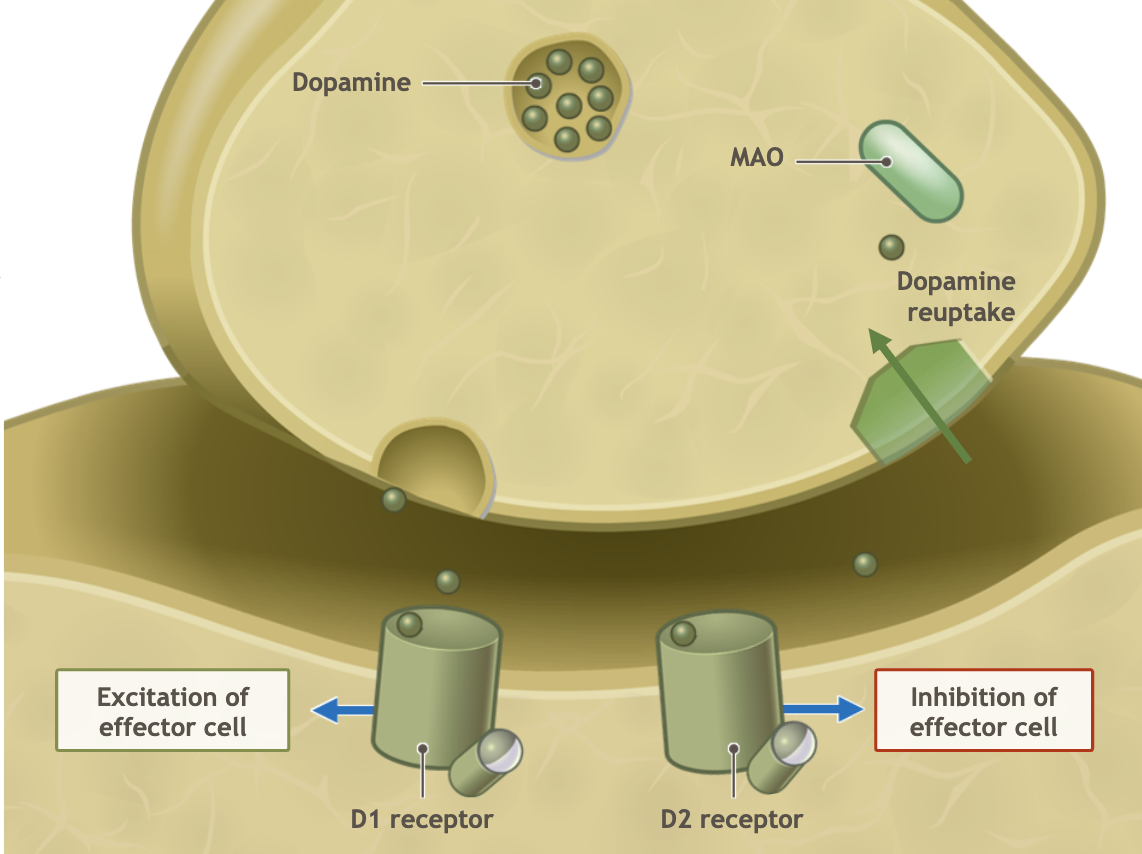 Dopamine
MAO
Dopamine
reuptake
Excitation of
effector cell
Inhibition of
effector cell
D1 receptor
D2 receptor